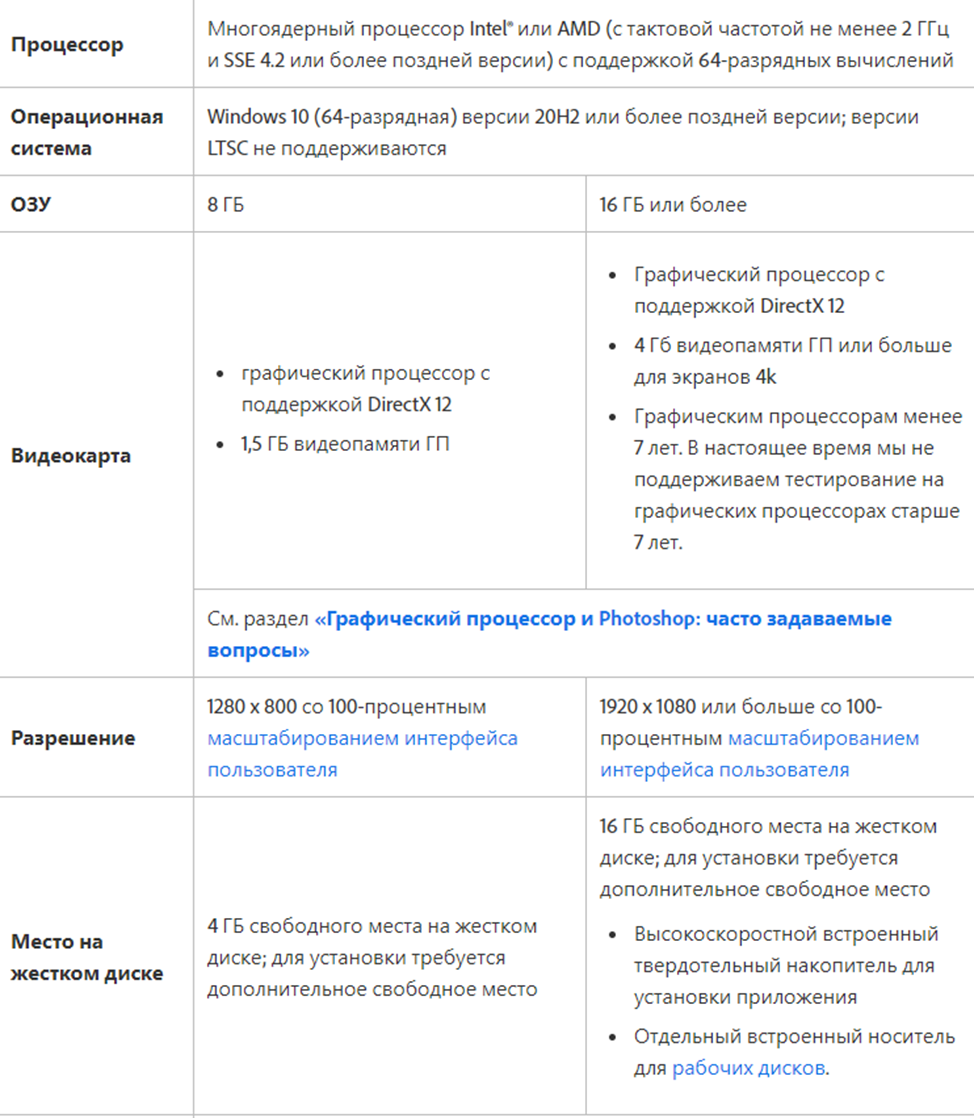 Процессор
Многоядерный процессор Intel® или AMD (с тактовой частотой не менее 2 ГГц
и SSE 4.2 или более поздней версии) с поддержкой 64-разрядных вычислений
Операционная
система
Windows 10 (64-разрядная) версии 20H2 или более поздней версии; версии
LTSC не поддерживаются
ОЗУ
8 ГБ
16 ГБ или более
Видеокарта
• графический процессор с
поддержкой DirectX 12
• 1,5 ГБ видеопамяти ГП
• Графический процессор с
поддержкой DirectX 12
• 4 Гб видеопамяти ГП или больше
для экранов 4k
• Графическим процессорам менее
7 лет. В настоящее время мы не
поддерживаем тестирование на
графических процессорах старше
7 лет.
См. раздел «Графический процессор и Photoshop: часто задаваемые
вопросы»
Разрешение
1280 x 800 со 100-процентным
масштабированием интерфейса
пользователя
1920 x 1080 или больше со 100-
процентным масштабированием
интерфейса пользователя
Место на
жестком диске
4 ГБ свободного места на жестком
диске; для установки требуется
дополнительное свободное место
16 ГБ свободного места на жестком
диске; для установки требуется
дополнительное свободное место
• Высокоскоростной встроенный
твердотельный накопитель для
установки приложения
• Отдельный встроенный носитель
для рабочих дисков.